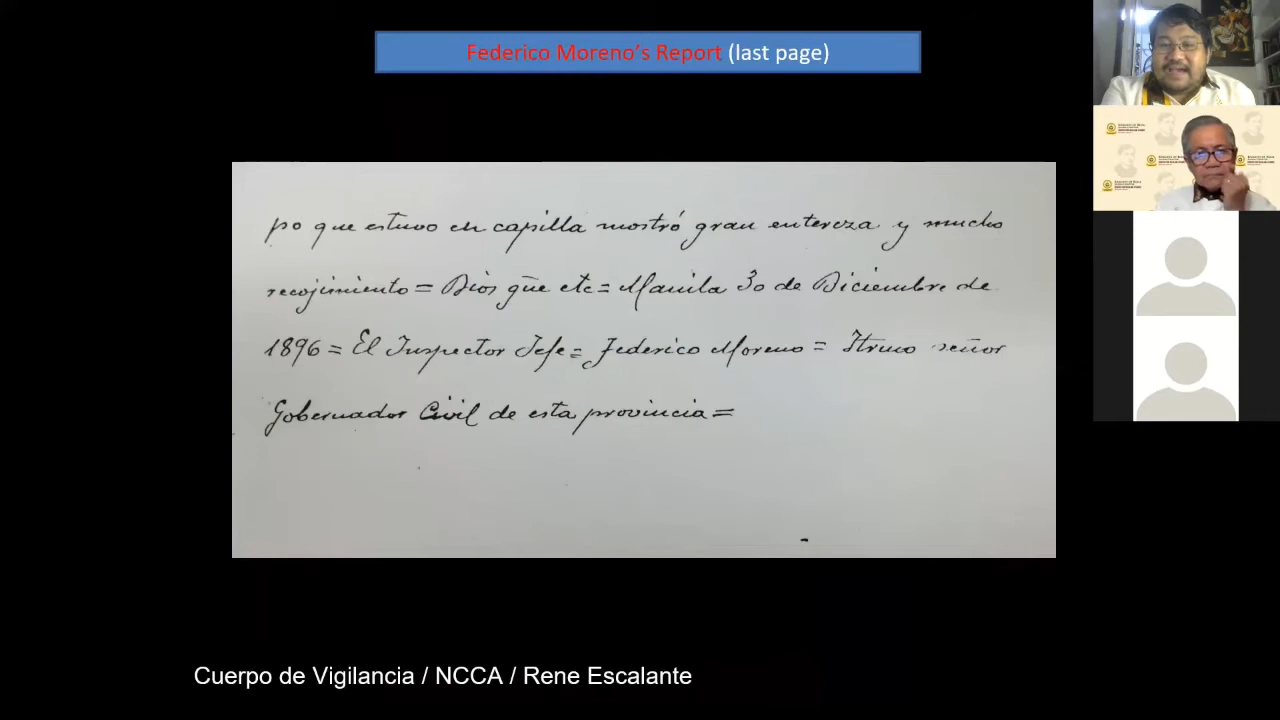 Federico Moreno's Report (last page)
po que estuvo en capilla mostró gran entereza y mucho
recojimiento = Dios qūe etc = Manila 30 de Diciembre de
1896 = El Inspector Jefe = Federico Moreno = Iltmo señor
Gobernador Civil de esta provincia =
Cuerpo de Vigilancia / NCCA / Rene Escalante